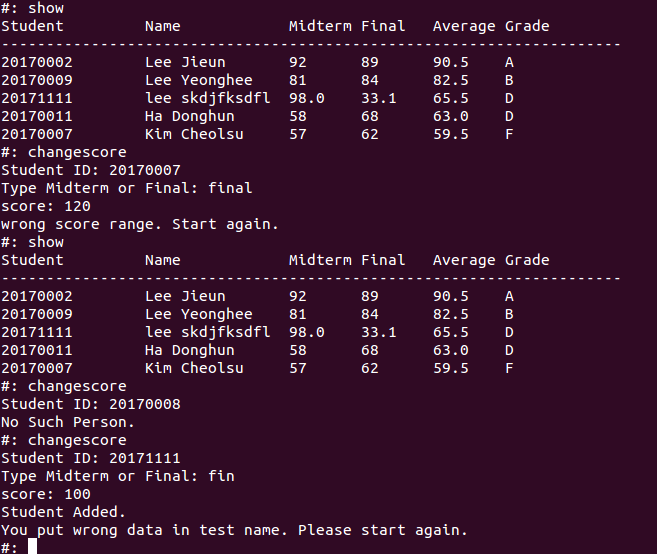 #: show
Student         Name            Midterm Final   Average Grade
---------------------------------------------------------------------
20170002        Lee Jieun       92      89      90.5    A
20170009        Lee Yeonghee    81      84      82.5    B
20171111        lee skdjfksdfl  98.0    33.1    65.5    D
20170011        Ha Donghun      58      68      63.0    D
20170007        Kim Cheolsu     57      62      59.5    F
#: changescore
Student ID: 20170007
Type Midterm or Final: final
score: 120
wrong score range. Start again.
#: show
Student         Name            Midterm Final   Average Grade
---------------------------------------------------------------------
20170002        Lee Jieun       92      89      90.5    A
20170009        Lee Yeonghee    81      84      82.5    B
20171111        lee skdjfksdfl  98.0    33.1    65.5    D
20170011        Ha Donghun      58      68      63.0    D
20170007        Kim Cheolsu     57      62      59.5    F
#: changescore
Student ID: 20170008
No Such Person.
#: changescore
Student ID: 20171111
Type Midterm or Final: fin
score: 100
Student Added.
You put wrong data in test name. Please start again.
#: